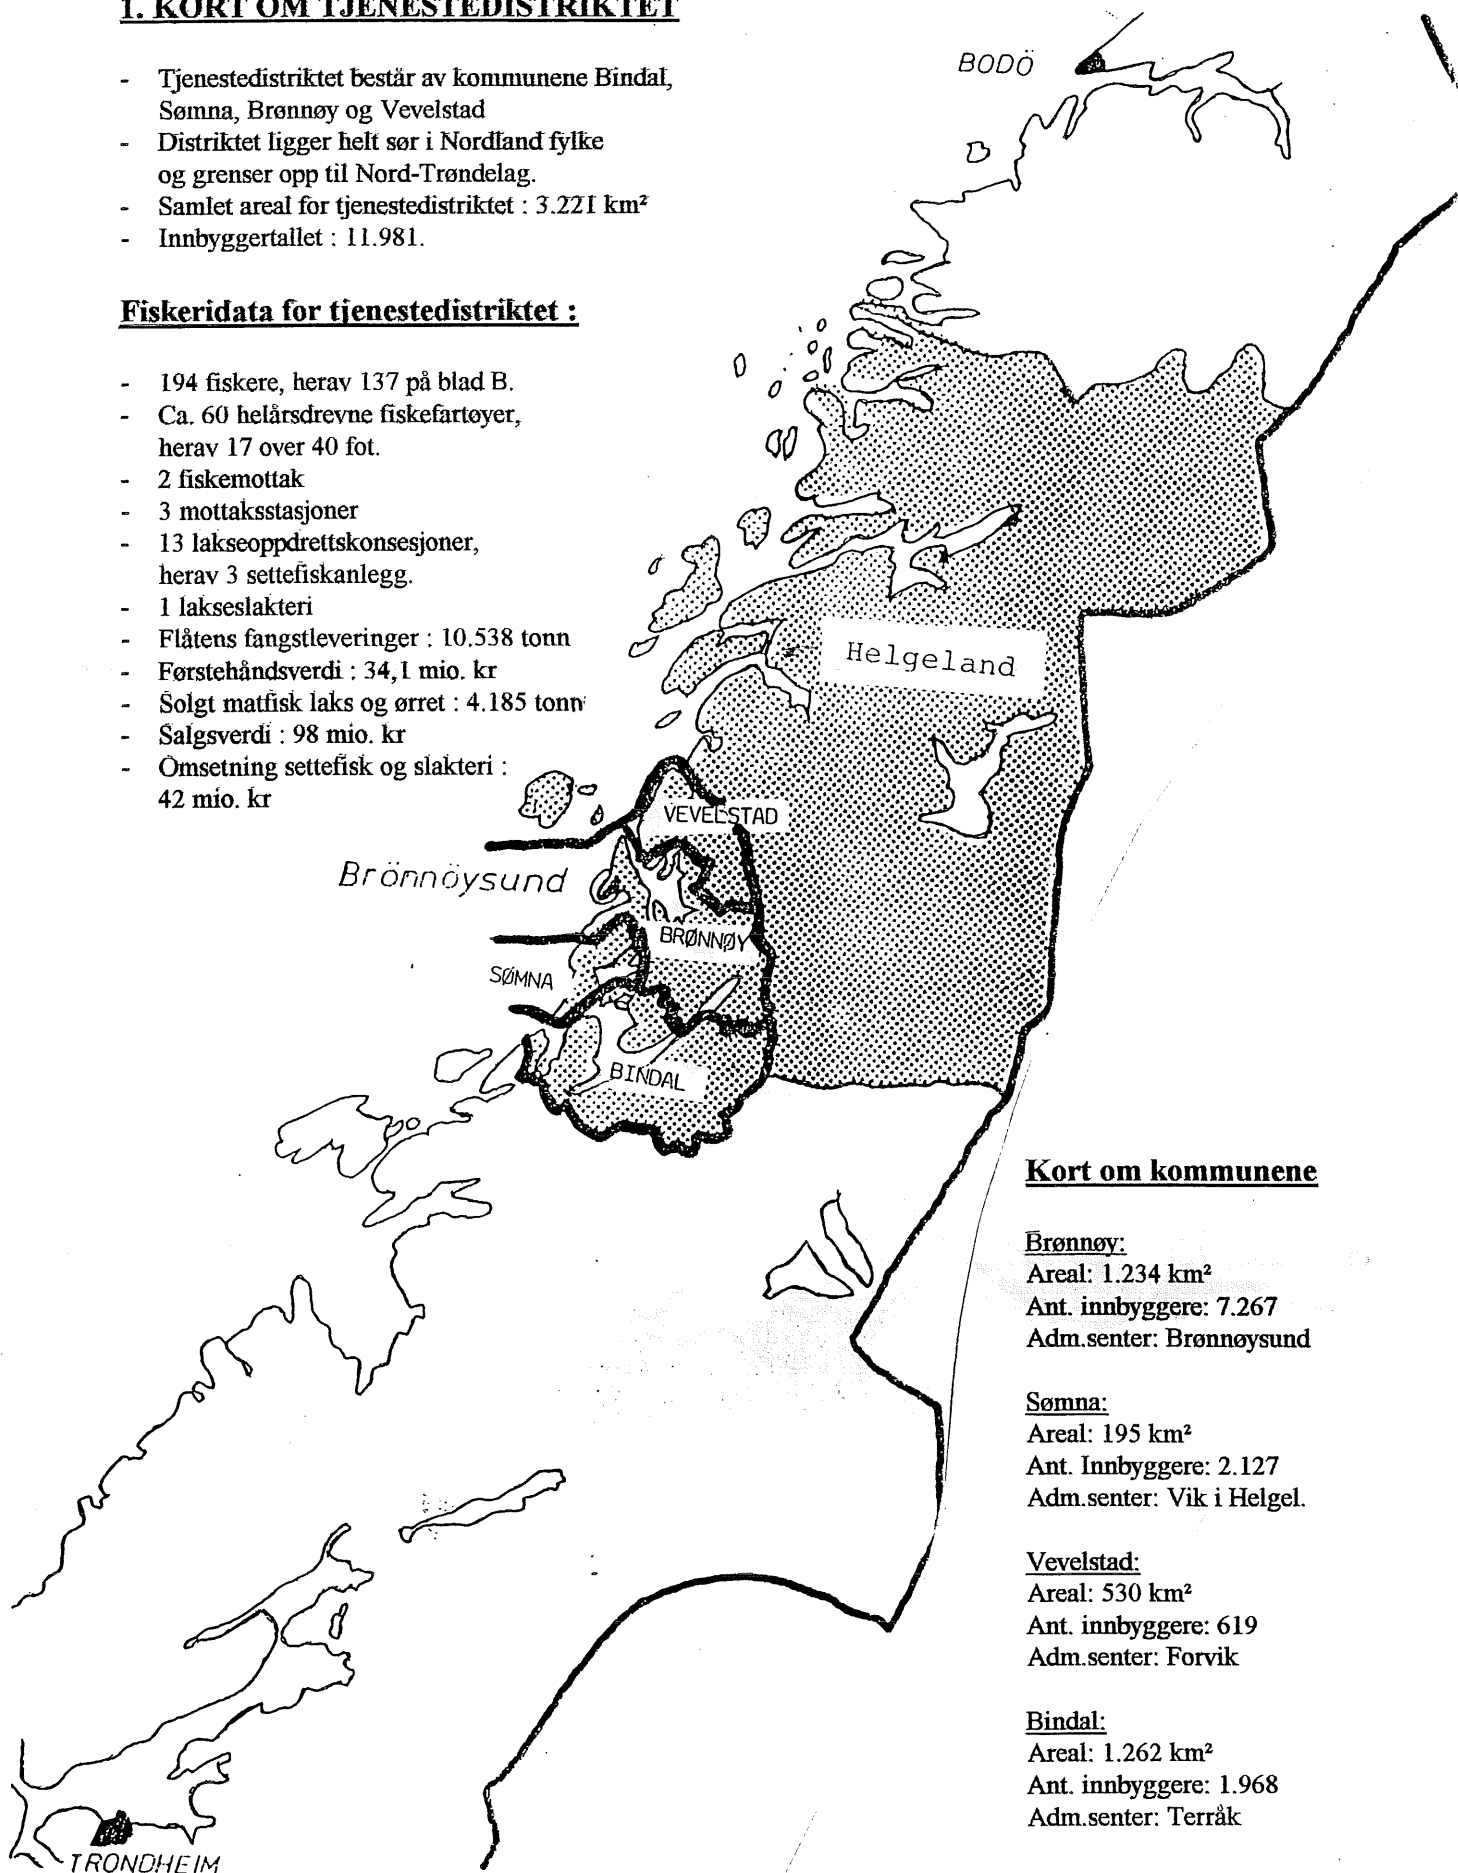 1. KORT OM TJENESTEDISTRIKTET
- Tjenestedistriktet består av kommunene Bindal,
Sømna, Brønnøy og Vevelstad
- Distriktet ligger helt sør i Nordland fylke
og grenser opp til Nord-Trøndelag.
- Samlet areal for tjenestedistriktet : 3.221 km²
- Innbyggertallet : 11.981.
Fiskeridata for tjenestedistriktet :
- 194 fiskere, herav 137 på blad B.
- Ca. 60 helårsdrevne fiskefartøyer,
herav 17 over 40 fot.
- 2 fiskemottak
- 3 mottaksstasjoner
- 13 lakseoppdrettskonsesjoner,
herav 3 settefiskanlegg.
- 1 lakseslakteri
- Flåtens fangstleveringer : 10.538 tonn
- Førstehåndsverdi : 34,1 mio. kr
- Solgt matfisk laks og ørret : 4.185 tonn
- Salgsverdi : 98 mio. kr
- Omsetning settefisk og slakteri :
42 mio. kr
BODÖ
Helgeland
VEVELSTAD
Brönnöysund
BRØNNØY
SØMNA
BINDAL
TRONDHEIM
Kort om kommunene
Brønnøy:
Areal: 1.234 km²
Ant. innbyggere: 7.267
Adm.senter: Brønnøysund
Sømna:
Areal: 195 km²
Ant. Innbyggere: 2.127
Adm.senter: Vik i Helgel.
Vevelstad:
Areal: 530 km²
Ant. innbyggere: 619
Adm.senter: Forvik
Bindal:
Areal: 1.262 km²
Ant. innbyggere: 1.968
Adm.senter: Terråk